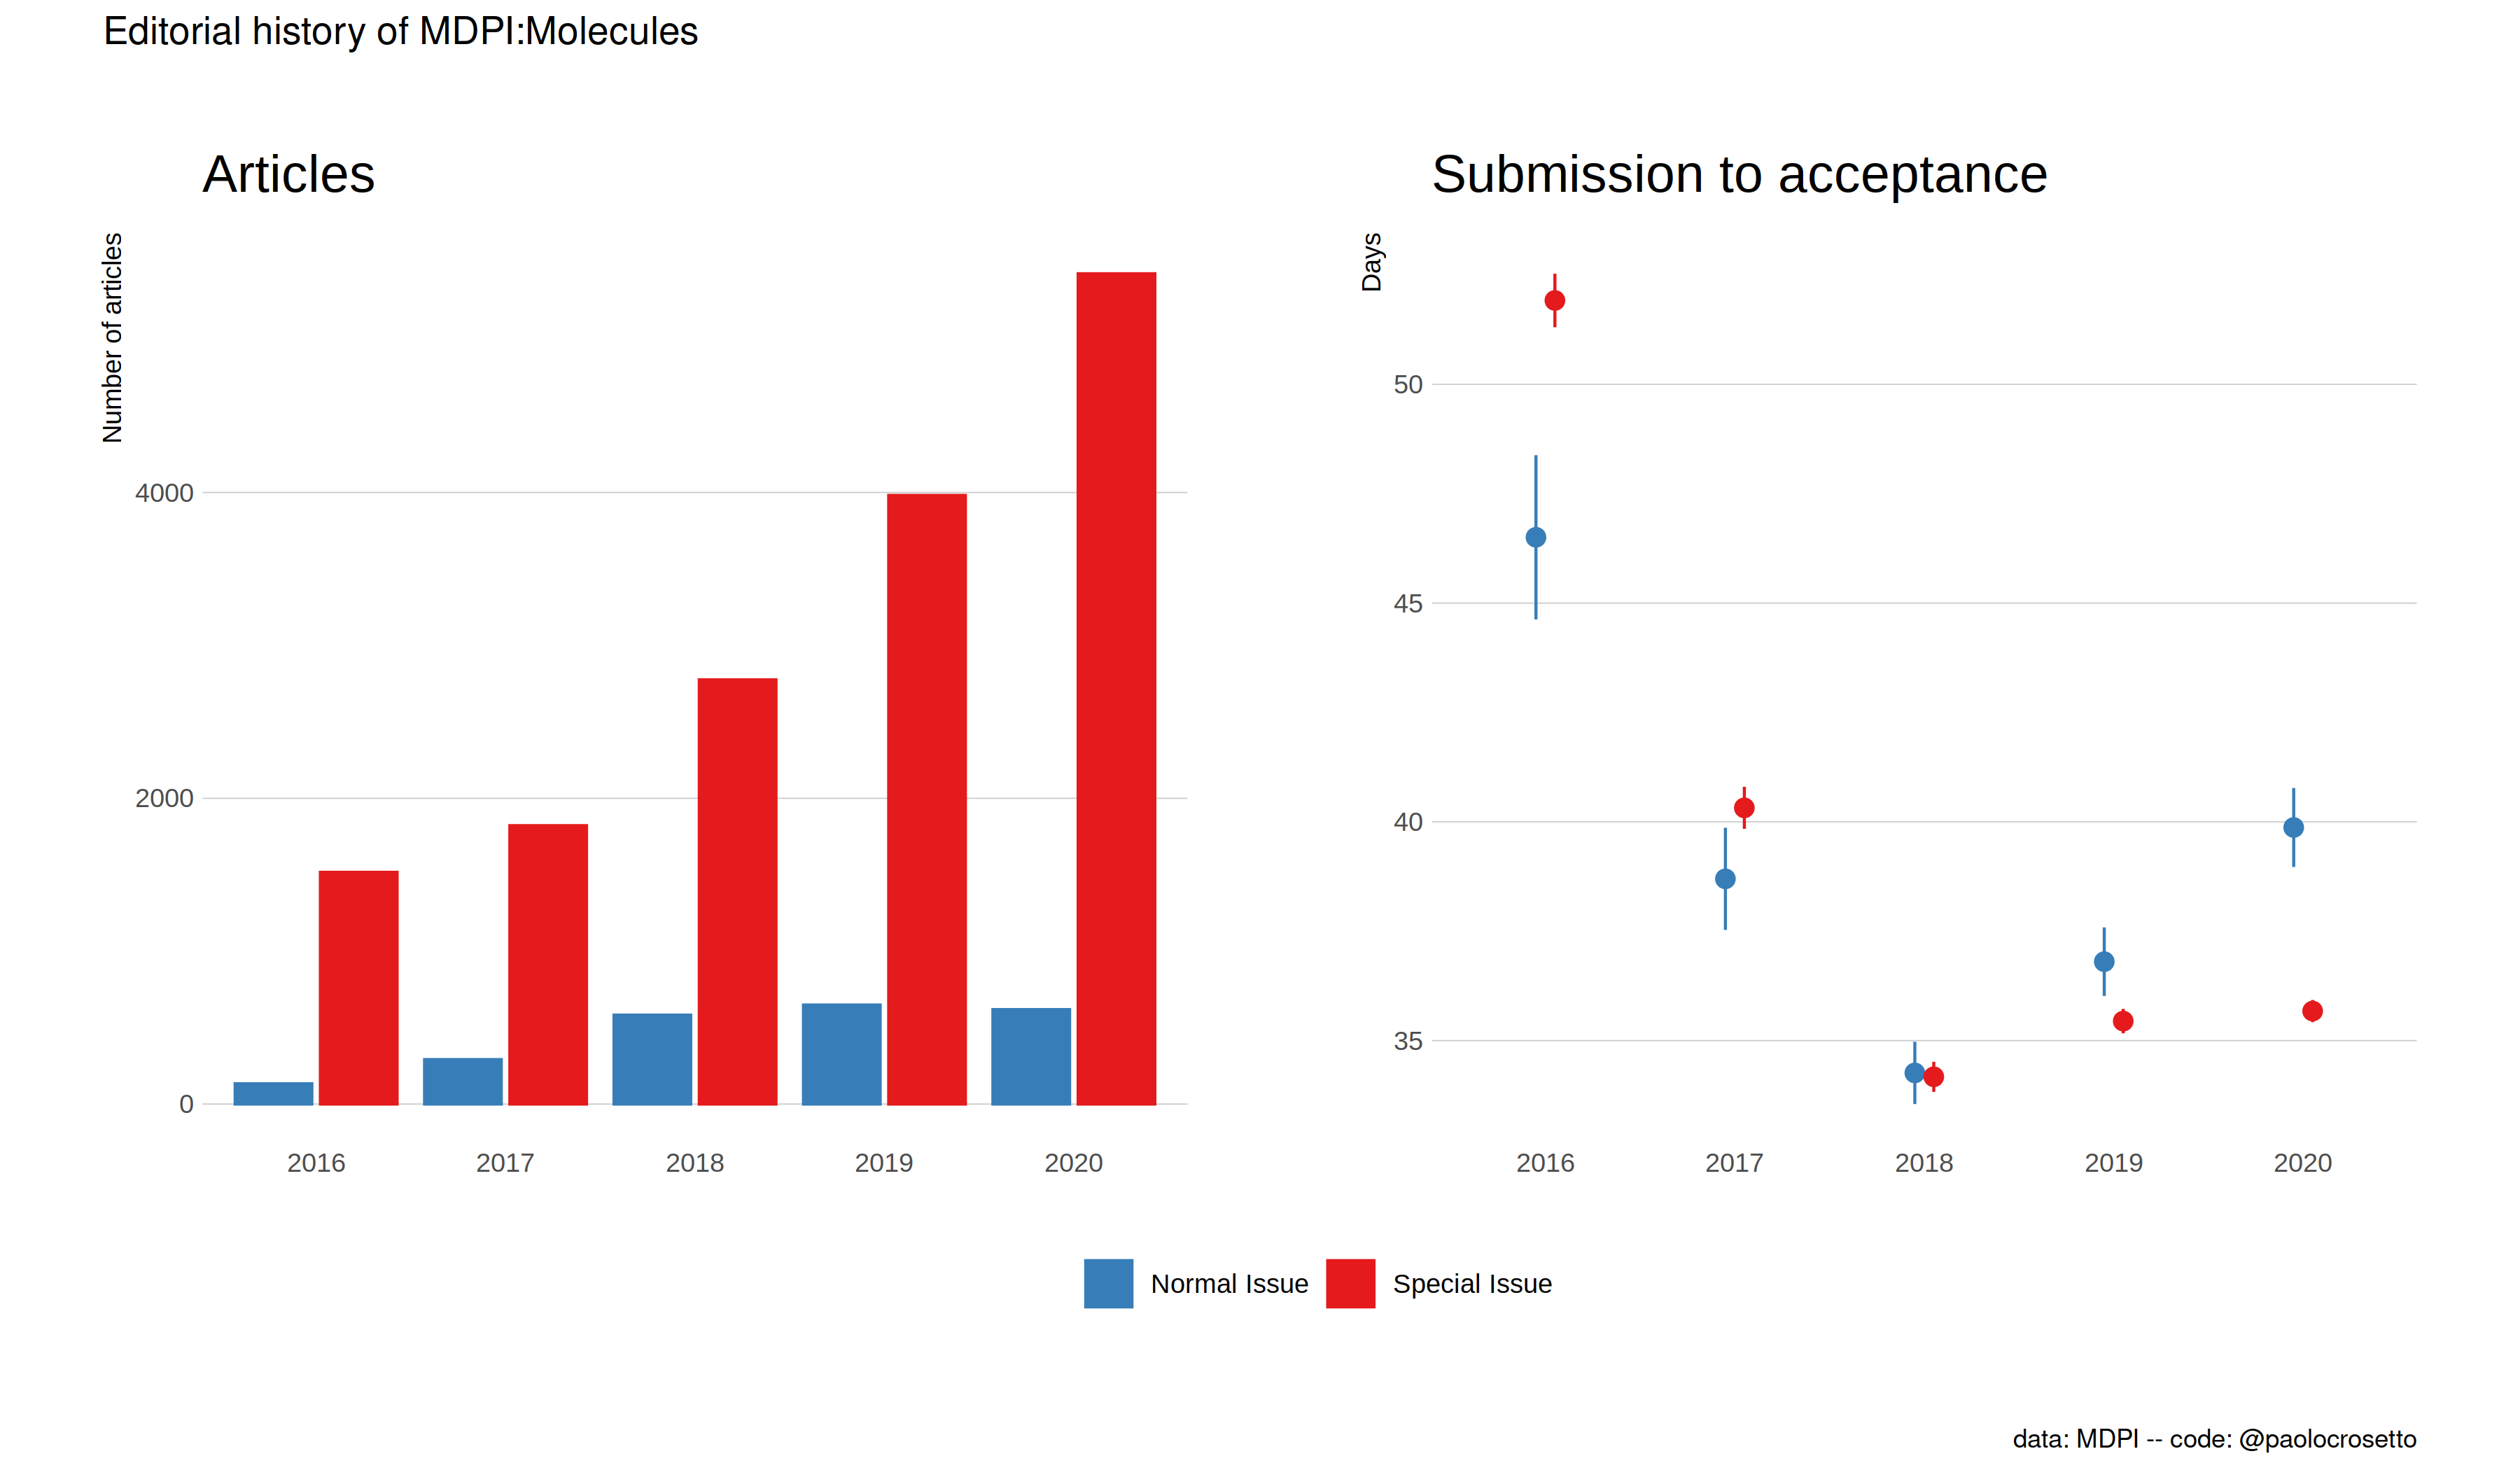 Editorial history of MDPI:Molecules
Articles
Number of articles
4000
2000
0
2016 2017 2018 2019 2020
Submission to acceptance
Days
50
45
40
35
2016 2017 2018 2019 2020
Normal Issue Special Issue
data: MDPI -- code: @paolocrosetto